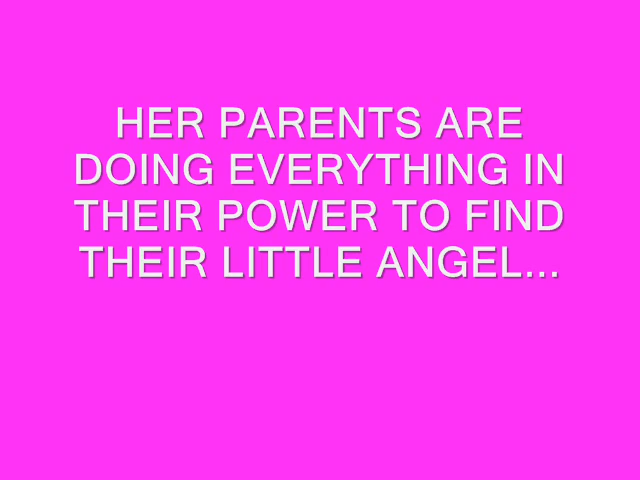 HER PARENTS ARE
DOING EVERYTHING IN
THEIR POWER TO FIND
THEIR LITTLE ANGEL...